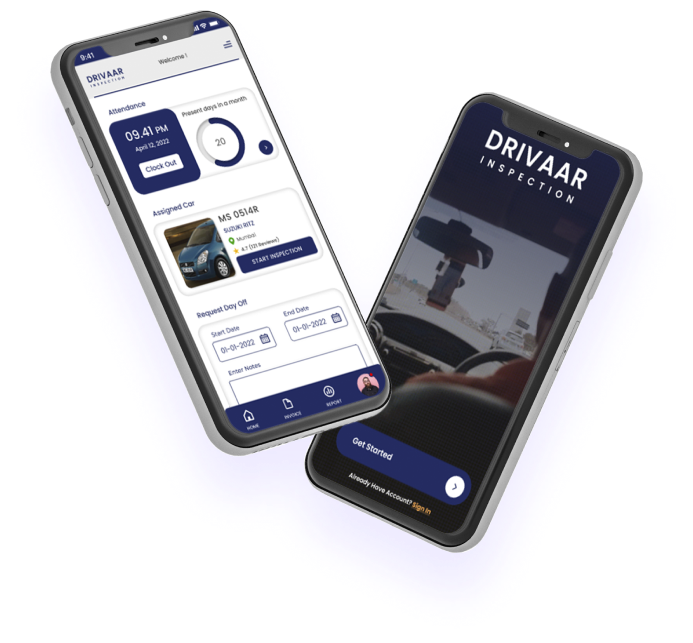 9:41
DRIVAAR
INSPECTION
Welcome !
Attendance
09.41 PM
April 12, 2022
Clock Out
Present days in a month
20
Assigned Car
MS 0514R
SUZUKI RITZ
Mumbai
4.7 (121 Reviews)
START INSPECTION
Request Day Off
Start Date
01-01-2022
End Date
01-01-2022
Enter Notes
HOME
INVOICE
REPORT
DRIVAAR
INSPECTION
Get Started
Already Have Account? Sign In